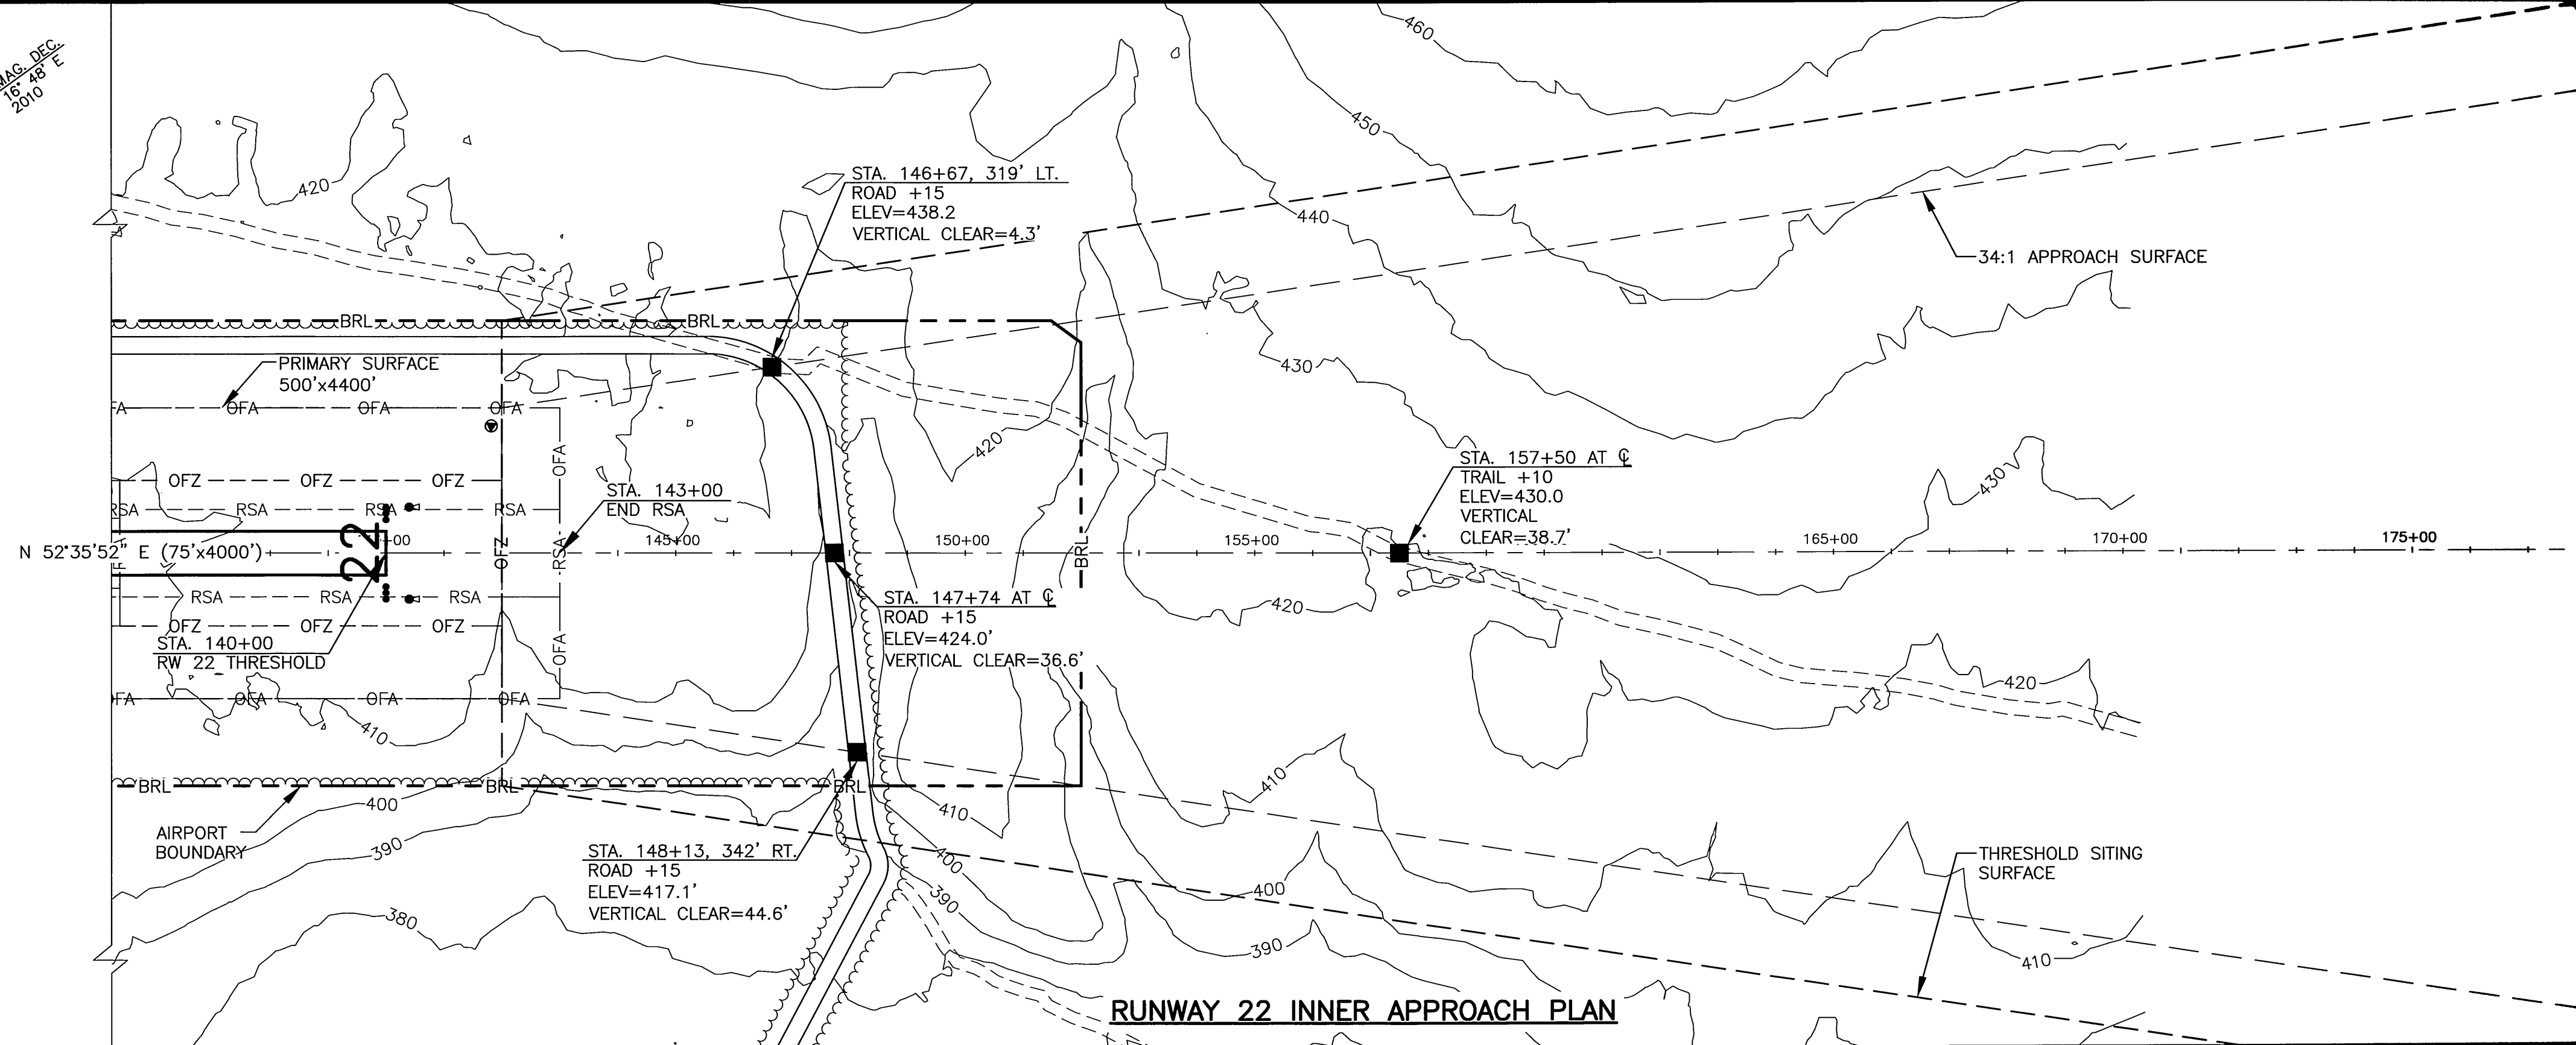 MAG. DEC.
16° 48' E
2010
460
450
440
430
420
STA. 146+67, 319' LT.
ROAD +15
ELEV=438.2
VERTICAL CLEAR=4.3'
34:1 APPROACH SURFACE
BRL
BRL
PRIMARY SURFACE
500'x4400'
OFA
OFA
OFA
OFA
420
430
STA. 157+50 AT ℄
TRAIL +10
ELEV=430.0
VERTICAL
CLEAR=38.7'
OFZ
OFZ
OFZ
STA. 143+00
END RSA
RSA
RSA
RSA
RSA
OFA
N 52°35'52" E (75'x4000')
22
OFZ
RSA
145+00
150+00
BRL
155+00
165+00
170+00
175+00
RSA
RSA
RSA
OFZ
OFZ
OFZ
STA. 140+00
RW 22 THRESHOLD
STA. 147+74 AT ℄
ROAD +15
ELEV=424.0'
VERTICAL CLEAR=36.6'
420
420
OFA
OFA
OFA
OFA
OFA
410
BRL
BRL
BRL
400
410
410
AIRPORT
BOUNDARY
390
STA. 148+13, 342' RT.
ROAD +15
ELEV=417.1'
VERTICAL CLEAR=44.6'
400
390
400
390
380
THRESHOLD SITING
SURFACE
410
RUNWAY 22 INNER APPROACH PLAN